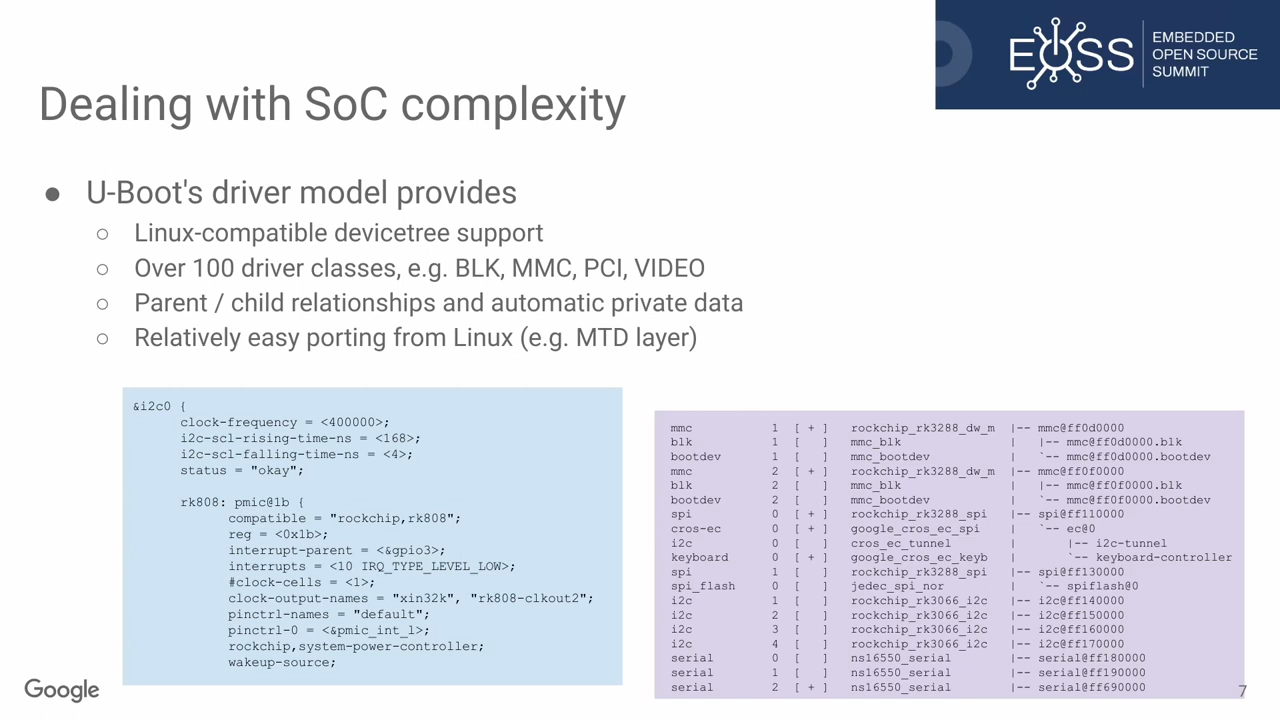 EOSS
EMBEDDED
OPEN SOURCE
SUMMIT
Dealing with SoC complexity
● U-Boot's driver model provides
○ Linux-compatible devicetree support
○ Over 100 driver classes, e.g. BLK, MMC, PCI, VIDEO
○ Parent / child relationships and automatic private data
○ Relatively easy porting from Linux (e.g. MTD layer)
&i2c0 {
clock-frequency = <400000>;
i2c-scl-rising-time-ns = <168>;
i2c-scl-falling-time-ns = <4>;
status = "okay";
rk808: pmic@1b {
compatible = "rockchip,rk808";
reg = <0x1b>;
interrupt-parent = <&gpio3>;
interrupts = <10 IRQ_TYPE_LEVEL_LOW>;
#clock-cells = <1>;
clock-output-names = "xin32k", "rk808-clkout2";
pinctrl-names = "default";
pinctrl-0 = <&pmic_int_l>;
rockchip,system-power-controller;
wakeup-source;
mmc 1 [ + ] rockchip_rk3288_dw_m |-- mmc@ff0d0000
blk 1 [ ] mmc_blk | |-- mmc@ff0d0000.blk
bootdev 1 [ ] mmc_bootdev | `-- mmc@ff0d0000.bootdev
mmc 2 [ + ] rockchip_rk3288_dw_m |-- mmc@ff0f0000
blk 2 [ ] mmc_blk | |-- mmc@ff0f0000.blk
bootdev 2 [ ] mmc_bootdev | `-- mmc@ff0f0000.bootdev
spi 0 [ + ] rockchip_rk3288_spi |-- spi@ff110000
cros-ec 0 [ + ] google_cros_ec_spi | `-- ec@0
i2c 0 [ ] cros_ec_tunnel | |-- i2c-tunnel
keyboard 0 [ + ] google_cros_ec_keyb | `-- keyboard-controller
spi 1 [ ] rockchip_rk3288_spi |-- spi@ff130000
spi_flash 0 [ ] jedec_spi_nor | `-- spiflash@0
i2c 1 [ ] rockchip_rk3066_i2c |-- i2c@ff140000
i2c 2 [ ] rockchip_rk3066_i2c |-- i2c@ff150000
i2c 3 [ ] rockchip_rk3066_i2c |-- i2c@ff160000
i2c 4 [ ] rockchip_rk3066_i2c |-- i2c@ff170000
serial 0 [ ] ns16550_serial |-- serial@ff180000
serial 1 [ ] ns16550_serial |-- serial@ff190000
serial 2 [ + ] ns16550_serial |-- serial@ff690000
Google
7